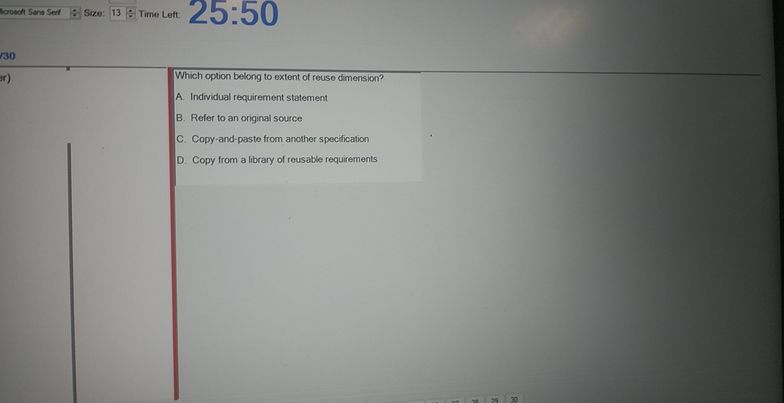 Microsoft Sans Serif Size: 13 Time Left: 25:50
/30
er)
Which option belong to extent of reuse dimension?
A. Individual requirement statement
B. Refer to an original source
C. Copy-and-paste from another specification
D. Copy from a library of reusable requirements
29 30